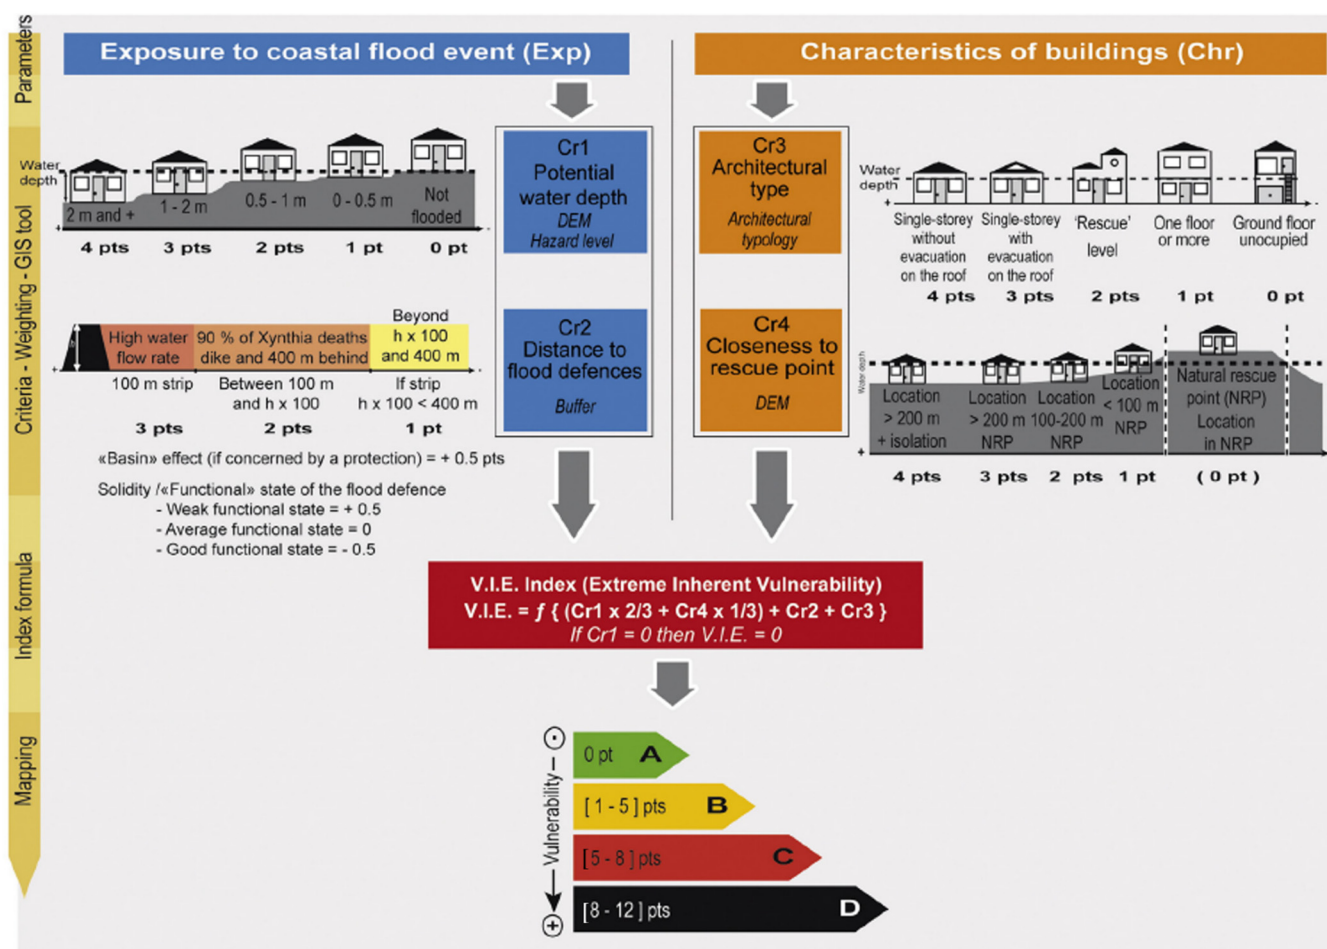 Parameters
Criteria - Weighting - GIS tool
Index formula
Mapping
Exposure to coastal flood event (Exp)
Water
depth
2 m and +
1 - 2 m
0.5 - 1 m
0 - 0.5 m
Not
flooded
4 pts 3 pts 2 pts 1 pt 0 pt
h
High water
flow rate
90 % of Xynthia deaths
dike and 400 m behind
Beyond
h x 100
and 400 m
100 m strip
Between 100 m
and h x 100
If strip
h x 100 < 400 m
3 pts 2 pts 1 pt
«Basin» effect (if concerned by a protection) = + 0.5 pts
Solidity /«Functional» state of the flood defence
- Weak functional state = + 0.5
- Average functional state = 0
- Good functional state = - 0.5
Cr1
Potential
water depth
DEM
Hazard level
Cr2
Distance to
flood defences
Buffer
Characteristics of buildings (Chr)
Cr3
Architectural
type
Architectural
typology
Cr4
Closeness to
rescue point
DEM
Water
depth
Single-storey
without
evacuation
on the roof
Single-storey
with
evacuation
on the roof
'Rescue'
level
One floor
or more
Ground floor
unocupied
4 pts 3 pts 2 pts 1 pt 0 pt
Water depth
Location
> 200 m
+ isolation
Location
> 200 m
NRP
Location
100-200 m
NRP
Location
< 100 m
NRP
Natural rescue
point (NRP)
Location
in NRP
4 pts 3 pts 2 pts 1 pt ( 0 pt )
V.I.E. Index (Extreme Inherent Vulnerability)
V.I.E. = ƒ { (Cr1 x 2/3 + Cr4 x 1/3) + Cr2 + Cr3 }
If Cr1 = 0 then V.I.E. = 0
Vulnerability
0 pt A
[ 1 - 5 ] pts B
[ 5 - 8 ] pts C
[ 8 - 12 ] pts D